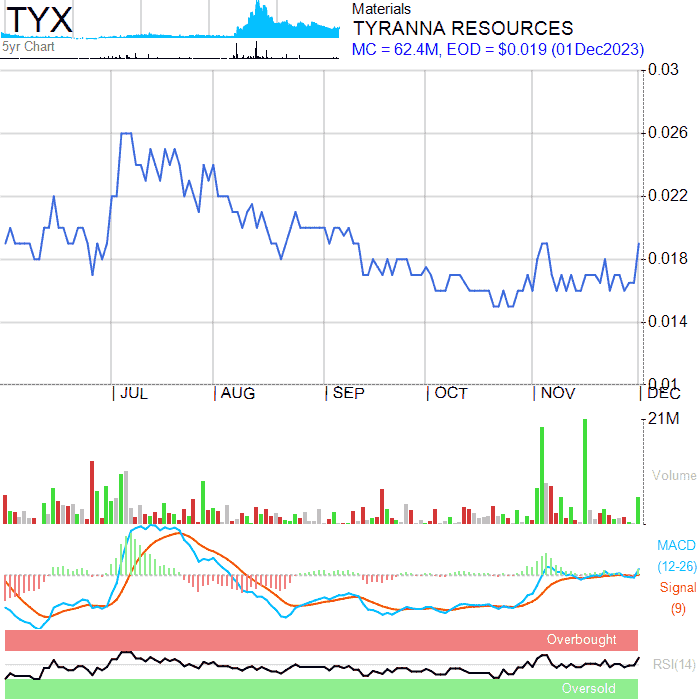 TYX
5yr Chart
Materials
TYRANNA RESOURCES
MC = 62.4M, EOD = $0.019 (01Dec2023)
0.03
0.026
0.022
0.018
0.014
0.01
| JUL | AUG | SEP | OCT | NOV | DEC
21M
Volume
MACD
(12-26)
Signal
(9)
Overbought
RSI(14)
Oversold